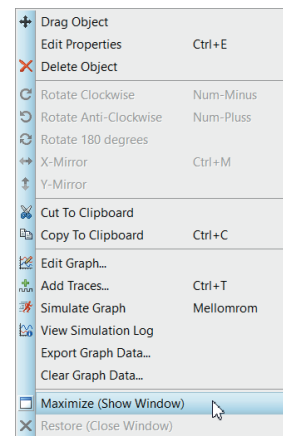 Drag Object
Edit Properties Ctrl+E
Delete Object
Rotate Clockwise Num-Minus
Rotate Anti-Clockwise Num-Pluss
Rotate 180 degrees
X-Mirror Ctrl+M
Y-Mirror
Cut To Clipboard
Copy To Clipboard Ctrl+C
Edit Graph...
Add Traces... Ctrl+T
Simulate Graph Mellomrom
View Simulation Log
Export Graph Data...
Clear Graph Data...
Maximize (Show Window)
Restore (Close Window)